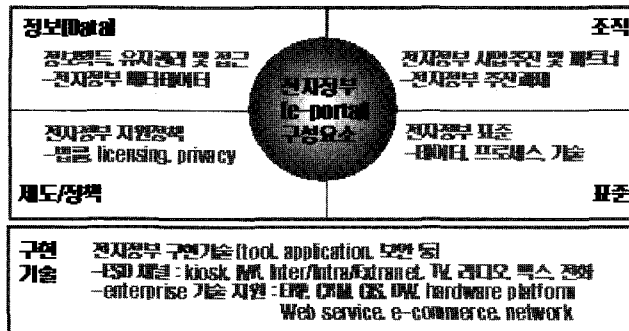 정보[Data]
조직
정보획득, 유지관리 및 접근
-전자정부 메타데이터
전자정부 사업추진 및 파트너
-전자정부 추진과제
전자정부
[e-portal]
구성요소
전자정부 지원정책
-법률, licensing, privacy
전자정부 표준
-데이터, 프로세스, 기술
제도/정책
표준
구현 전자정부 구현기술 [tool, application, 보안 등]
기술 -ESD 채널 : kiosk, IVR, Inter/Intra/Extranet, TV, 라디오, 팩스, 전화
-enterprise 기술 지원 : ERP, CRM, GIS, DW, hardware platform
Web service, e-commerce, network